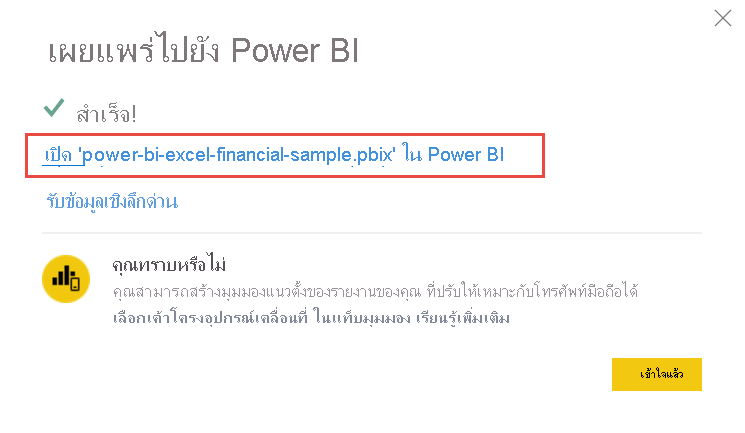 เผยแพร่ไปยัง Power BI
สำเร็จ!
เปิด 'power-bi-excel-financial-sample.pbix' ใน Power BI
รับข้อมูลเชิงลึกด่วน
คุณทราบหรือไม่
คุณสามารถสร้างมุมมองแนวตั้งของรายงานของคุณ ที่ปรับให้เหมาะกับโทรศัพท์มือถือได้
เลือกเค้าโครงอุปกรณ์เคลื่อนที่ ในแท็บมุมมอง เรียนรู้เพิ่มเติม
เข้าใจแล้ว